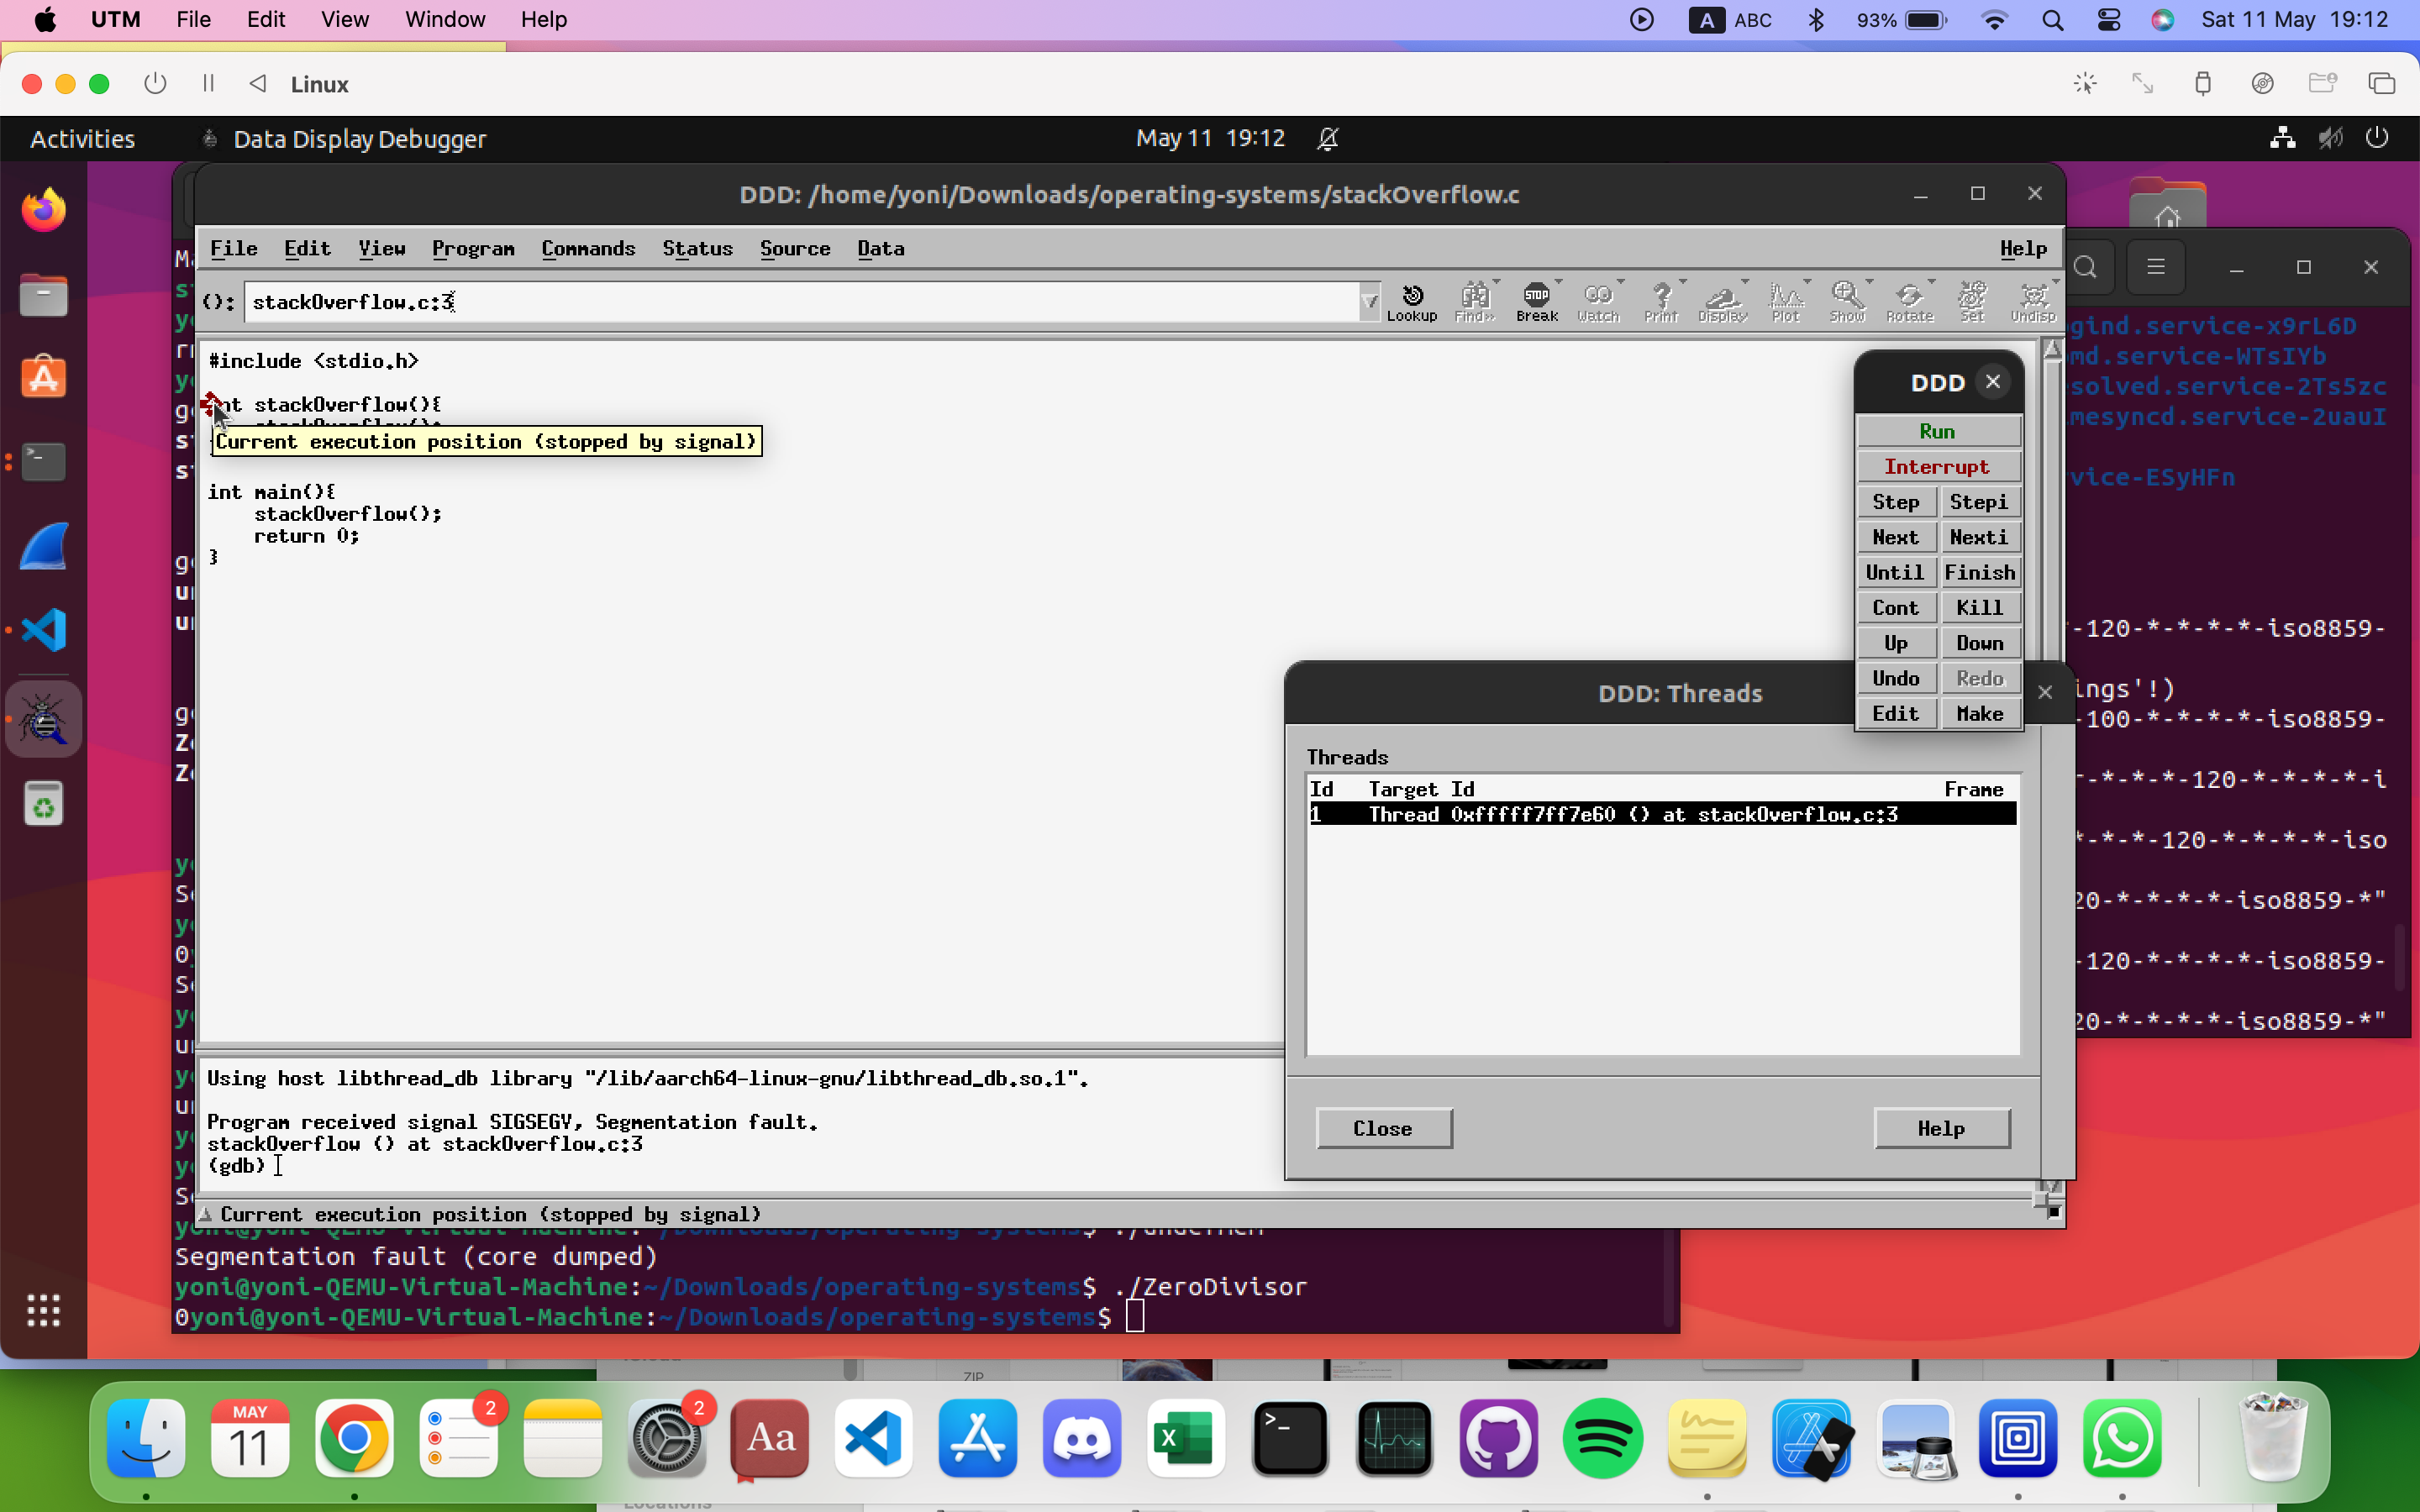 UTM File Edit View Window Help
A ABC 93% Sat 11 May 19:12
Linux
Activities Data Display Debugger May 11 19:12
DDD: /home/yoni/Downloads/operating-systems/stackOverflow.c
File Edit View Program Commands Status Source Data Help
(): stackOverflow.c:3
Lookup Find» Break Watch Print Display Plot Show Rotate Set Undisp
STOP
#include <stdio.h>
nt stackOverflow(){
Current execution position (stopped by signal)
int main(){
stackOverflow();
return 0;
}
DDD
Run
Interrupt
Step Stepi
Next Nexti
Until Finish
Cont Kill
Up Down
Undo Redo
Edit Make
ogind.service-x9rL6D
md.service-WTsIYb
esolved.service-2Ts5zc
mesyncd.service-2uauI
vice-ESyHFn
-120-*-*-*-*-iso8859-
ings'!)
-100-*-*-*-*-iso8859-
-*-*-*-120-*-*-*-*-i
*-*-*-120-*-*-*-*-iso
20-*-*-*-*-iso8859-*"
-120-*-*-*-*-iso8859-
20-*-*-*-*-iso8859-*"
DDD: Threads
Threads
Id Target Id Frame
1 Thread 0xfffff7ff7e60 () at stackOverflow.c:3
Close Help
Using host libthread_db library "/lib/aarch64-linux-gnu/libthread_db.so.1".
Program received signal SIGSEGV, Segmentation fault.
stackOverflow () at stackOverflow.c:3
(gdb)
Current execution position (stopped by signal)
Segmentation fault (core dumped)
yoni@yoni-QEMU-Virtual-Machine:~/Downloads/operating-systems$ ./ZeroDivisor
0yoni@yoni-QEMU-Virtual-Machine:~/Downloads/operating-systems$
ZIP
MAY
11
2
2
Aa
X
Locations